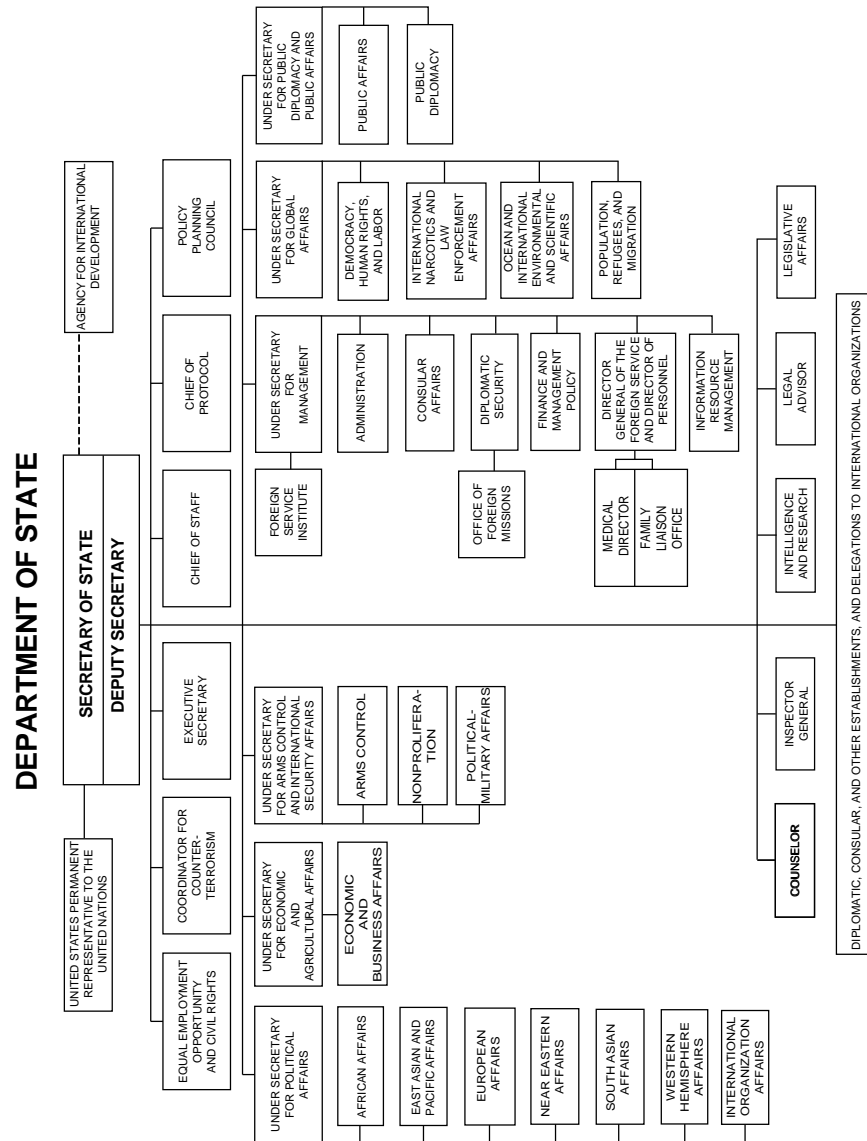 DEPARTMENT OF STATE
UNITED STATES PERMANENT
REPRESENTATIVE TO THE
UNITED NATIONS
SECRETARY OF STATE
DEPUTY SECRETARY
AGENCY FOR INTERNATIONAL
DEVELOPMENT
EQUAL EMPLOYMENT
OPPORTUNITY
AND CIVIL RIGHTS
COORDINATOR FOR
COUNTER-
TERRORISM
EXECUTIVE
SECRETARY
CHIEF OF STAFF
CHIEF OF
PROTOCOL
POLICY
PLANNING
COUNCIL
UNDER SECRETARY
FOR POLITICAL
AFFAIRS
UNDER SECRETARY
FOR ECONOMIC
AND
AGRICULTURAL AFFAIRS
UNDER SECRETARY
FOR ARMS CONTROL
AND INTERNATIONAL
SECURITY AFFAIRS
FOREIGN
SERVICE
INSTITUTE
UNDER SECRETARY
FOR
MANAGEMENT
UNDER SECRETARY
FOR GLOBAL
AFFAIRS
UNDER SECRETARY
FOR PUBLIC
DIPLOMACY AND
PUBLIC AFFAIRS
AFRICAN AFFAIRS
EAST ASIAN AND
PACIFIC AFFAIRS
EUROPEAN
AFFAIRS
NEAR EASTERN
AFFAIRS
SOUTH ASIAN
AFFAIRS
WESTERN
HEMISPHERE
AFFAIRS
INTERNATIONAL
ORGANIZATION
AFFAIRS
ECONOMIC
AND
BUSINESS AFFAIRS
ARMS CONTROL
NONPROLIFERA-
TION
POLITICAL-
MILITARY AFFAIRS
ADMINISTRATION
CONSULAR
AFFAIRS
OFFICE OF
FOREIGN
MISSIONS
DIPLOMATIC
SECURITY
FINANCE AND
MANAGEMENT
POLICY
MEDICAL
DIRECTOR
FAMILY
LIAISON
OFFICE
DIRECTOR
GENERAL OF THE
FOREIGN SERVICE
AND DIRECTOR OF
PERSONNEL
INFORMATION
RESOURCE
MANAGEMENT
DEMOCRACY,
HUMAN RIGHTS,
AND LABOR
INTERNATIONAL
NARCOTICS AND
LAW
ENFORCEMENT
AFFAIRS
OCEAN AND
INTERNATIONAL
ENVIRONMENTAL
AND SCIENTIFIC
AFFAIRS
POPULATION,
REFUGEES, AND
MIGRATION
PUBLIC AFFAIRS
PUBLIC
DIPLOMACY
COUNSELOR
INSPECTOR
GENERAL
INTELLIGENCE
AND RESEARCH
LEGAL
ADVISOR
LEGISLATIVE
AFFAIRS
DIPLOMATIC, CONSULAR, AND OTHER ESTABLISHMENTS, AND DELEGATIONS TO INTERNATIONAL ORGANIZATIONS